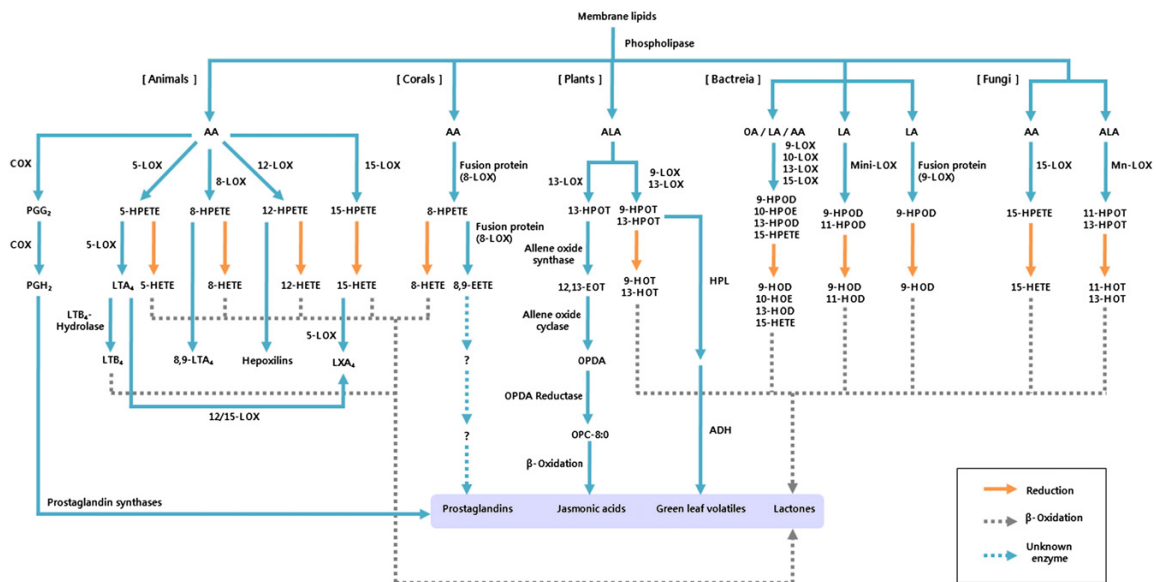 Membrane lipids
Phospholipase
[ Animals] [ Corals] [ Plants] [ Bactreia] [ Fungi]
AA AA ALA OA / LA / AA LA LA AA ALA
9-LOX
10-LOX
13-LOX
15-LOX
COX 5-LOX 8-LOX 12-LOX 15-LOX
Fusion protein
(8-LOX)
13-LOX
9-LOX
13-LOX
Mini-LOX
Fusion protein
(9-LOX)
15-LOX
Mn-LOX
PGG₂ 5-HPETE 8-HPETE 12-HPETE 15-HPETE 8-HPETE 13-HPOT
9-HPOT
13-HPOT
9-HPOD
10-HPOE
13-HPOD
15-HPETE
9-HPOD
11-HPOD
9-HPOD
15-HPETE
11-HPOT
13-HPOT
COX 5-LOX
Fusion protein
(8-LOX)
Allene oxide
synthase
HPL
PGH₂ LTA₄ 5-HETE 8-HETE 12-HETE 15-HETE 8-HETE 8,9-EETE 12,13-EOT
9-HOT
13-HOT
9-HOD
10-HOE
13-HOD
15-HETE
9-HOD
11-HOD
9-HOD
15-HETE
11-HOT
13-HOT
LTB₄-
Hydrolase
5-LOX
Allene oxide
cyclase
LTB₄ 8,9-LTA₄ Hepoxilins LXA₄ ? OPDA
OPDA Reductase
12/15-LOX
ADH
? OPC-8:0
β-Oxidation
Prostaglandin synthases
Prostaglandins Jasmonic acids Green leaf volatiles Lactones
Reduction
β-Oxidation
Unknown
enzyme